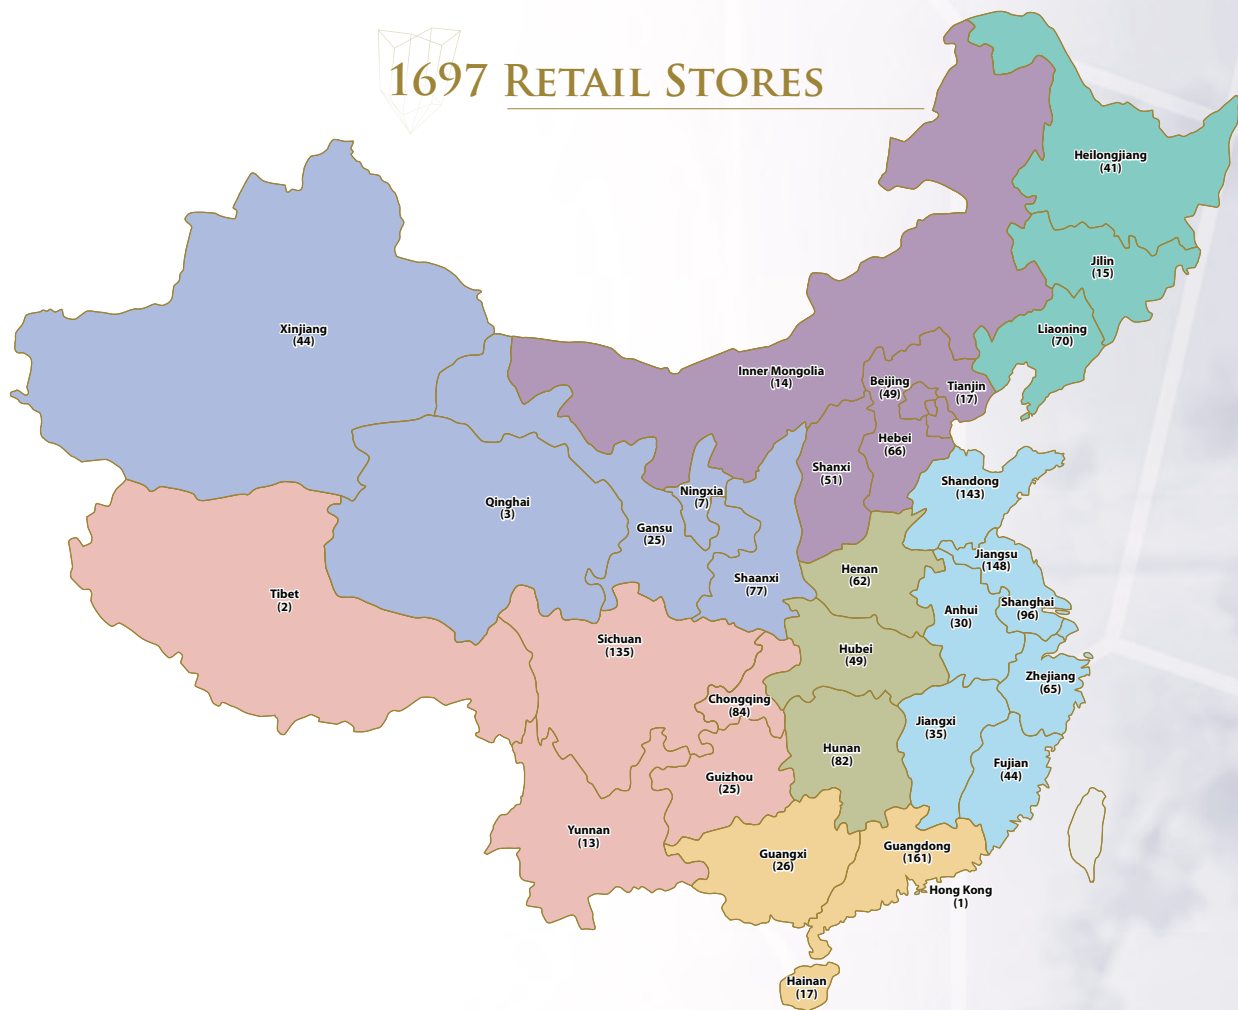 1697 RETAIL STORES
Heilongjiang
(41)
Jilin
(15)
Liaoning
(70)
Xinjiang
(44)
Inner Mongolia
(14)
Beijing
(49)
Tianjin
(17)
Hebei
(66)
Shanxi
(51)
Shandong
(143)
Ningxia
(7)
Qinghai
(3)
Gansu
(25)
Shaanxi
(77)
Henan
(62)
Jiangsu
(148)
Anhui
(30)
Shanghai
(96)
Tibet
(2)
Sichuan
(135)
Hubei
(49)
Zhejiang
(65)
Chongqing
(84)
Jiangxi
(35)
Hunan
(82)
Fujian
(44)
Guizhou
(25)
Yunnan
(13)
Guangxi
(26)
Guangdong
(161)
Hong Kong
(1)
Hainan
(17)